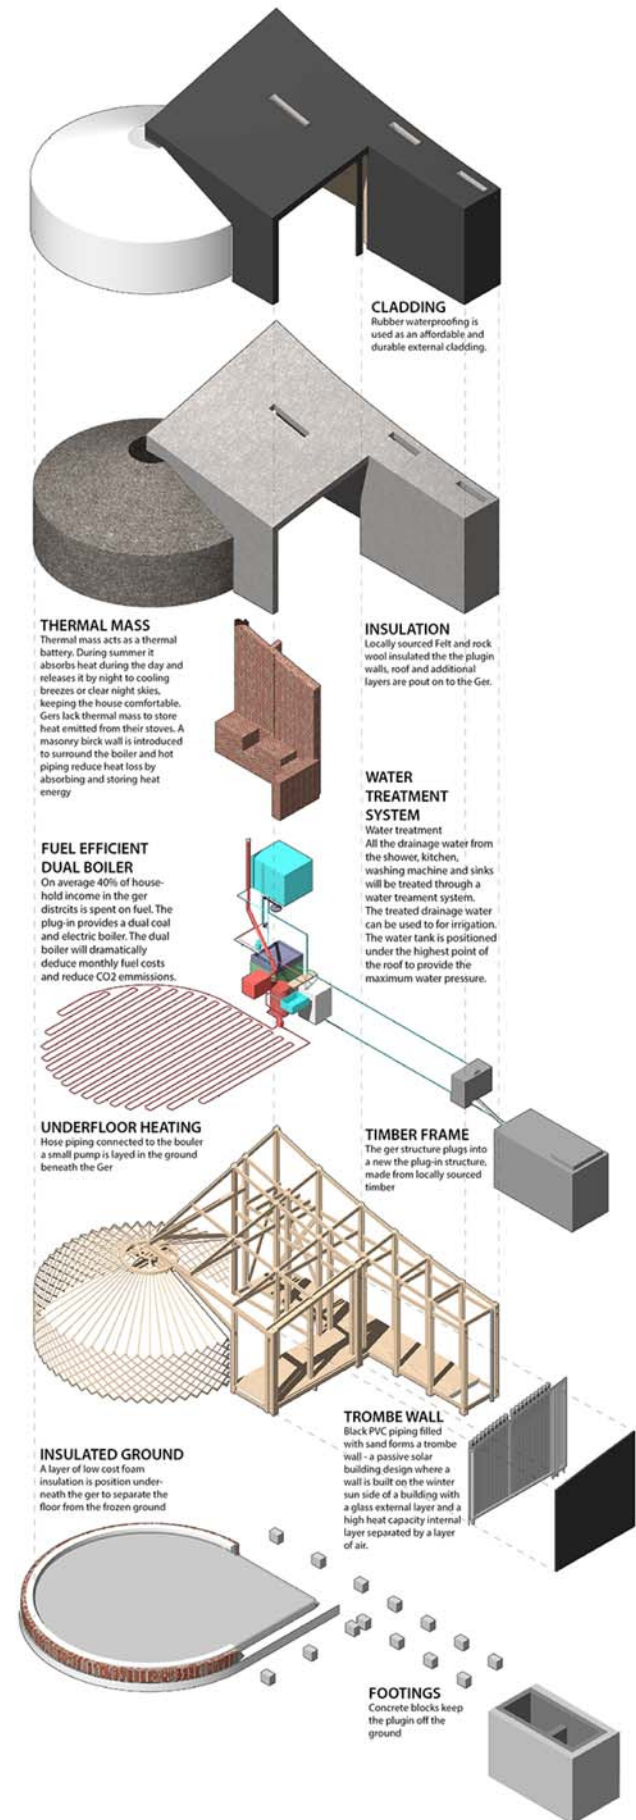 CLADDING
Rubber waterproofing is
used as an affordable and
durable external cladding.
THERMAL MASS
Thermal mass acts as a thermal
battery. During summer it
absorbs heat during the day and
releases it by night to cooling
breezes or clear night skies,
keeping the house comfortable.
Gers lack thermal mass to store
heat emitted from their stoves. A
masonry birck wall is introduced
to surround the boiler and hot
piping reduce heat loss by
absorbing and storing heat
energy
INSULATION
Locally sourced Felt and rock
wool insulated the the plugin
walls, roof and additional
layers are pout on to the Ger.
WATER
TREATMENT
SYSTEM
Water treatment
All the drainage water from
the shower, kitchen,
washing machine and sinks
will be treated through a
water treament system.
The treated drainage water
can be used to for irrigation.
The water tank is positioned
under the highest point of
the roof to provide the
maximum water pressure.
FUEL EFFICIENT
DUAL BOILER
On average 40% of house-
hold income in the ger
distrcits is spent on fuel. The
plug-in provides a dual coal
and electric boiler. The dual
boiler will dramatically
deduce monthly fuel costs
and reduce CO2 emmissions.
UNDERFLOOR HEATING
Hose piping connected to the bouler
a small pump is layed in the ground
beneath the Ger
TIMBER FRAME
The ger structure plugs into
a new the plug-in structure,
made from locally sourced
timber
TROMBE WALL
Black PVC piping filled
with sand forms a trombe
wall - a passive solar
building design where a
wall is built on the winter
sun side of a building with
a glass external layer and a
high heat capacity internal
layer separated by a layer
of air.
INSULATED GROUND
A layer of low cost foam
insulation is position under-
neath the ger to separate the
floor from the frozen ground
FOOTINGS
Concrete blocks keep
the plugin off the
ground